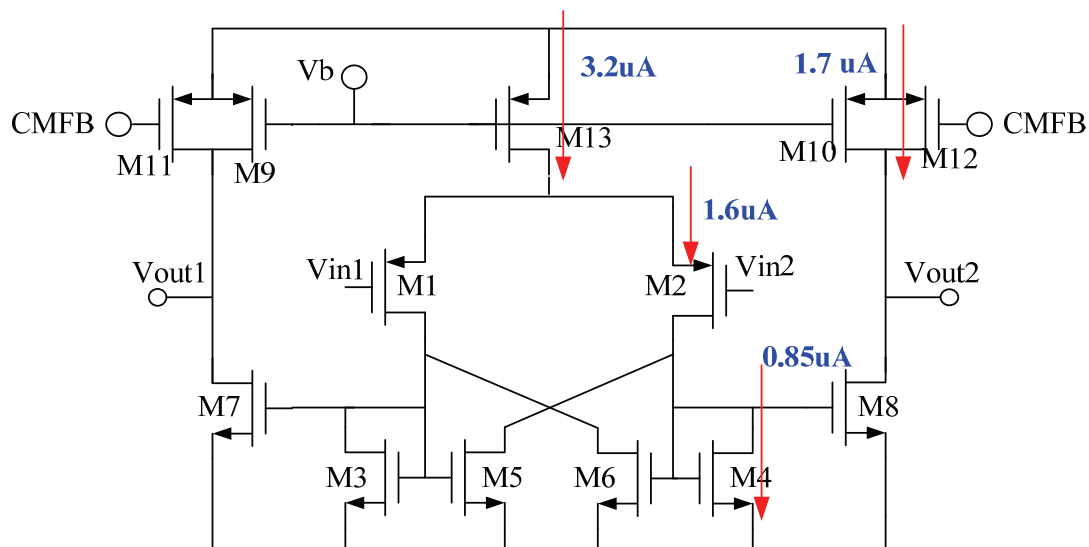 Vb
3.2uA
1.7 uA
CMFB
CMFB
M11
M9
M13
M10
M12
1.6uA
Vout1
Vin1
M1
M2
Vin2
Vout2
0.85uA
M7
M8
M3
M5
M6
M4